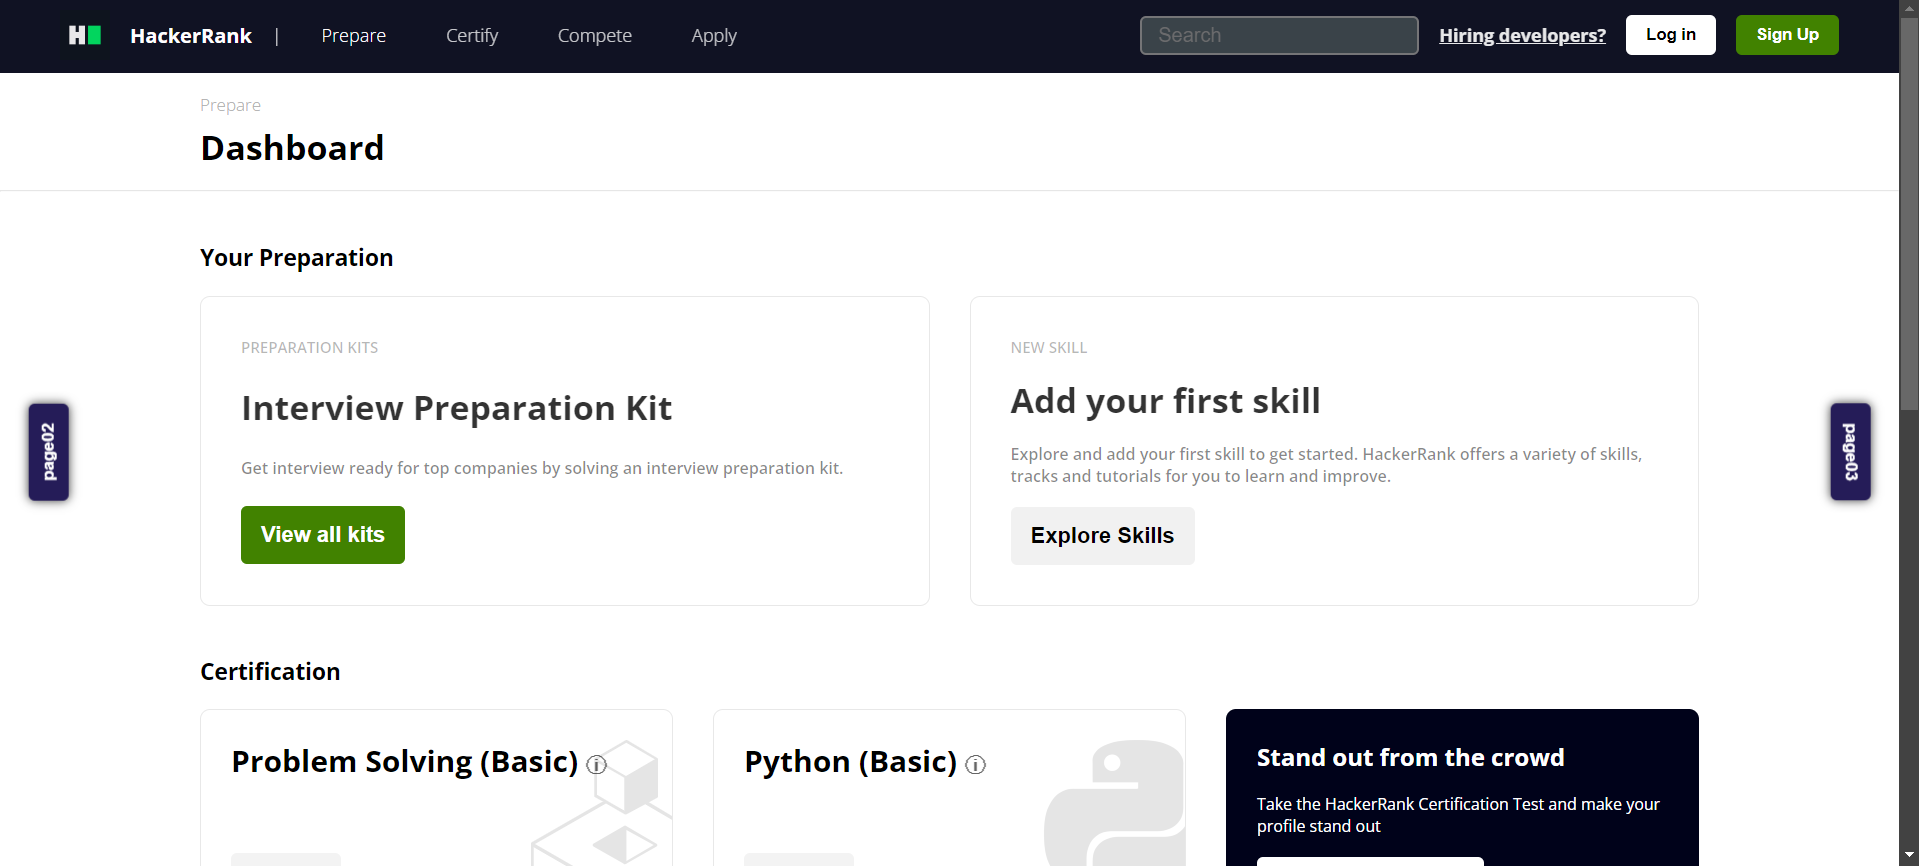 HackerRank | Prepare Certify Compete Apply Search Hiring developers? Log in Sign Up
Prepare
Dashboard
Your Preparation
PREPARATION KITS
Interview Preparation Kit
Get interview ready for top companies by solving an interview preparation kit.
View all kits
NEW SKILL
Add your first skill
Explore and add your first skill to get started. HackerRank offers a variety of skills,
tracks and tutorials for you to learn and improve.
Explore Skills
page02
page03
Certification
Problem Solving (Basic)
Python (Basic)
Stand out from the crowd
Take the HackerRank Certification Test and make your
profile stand out